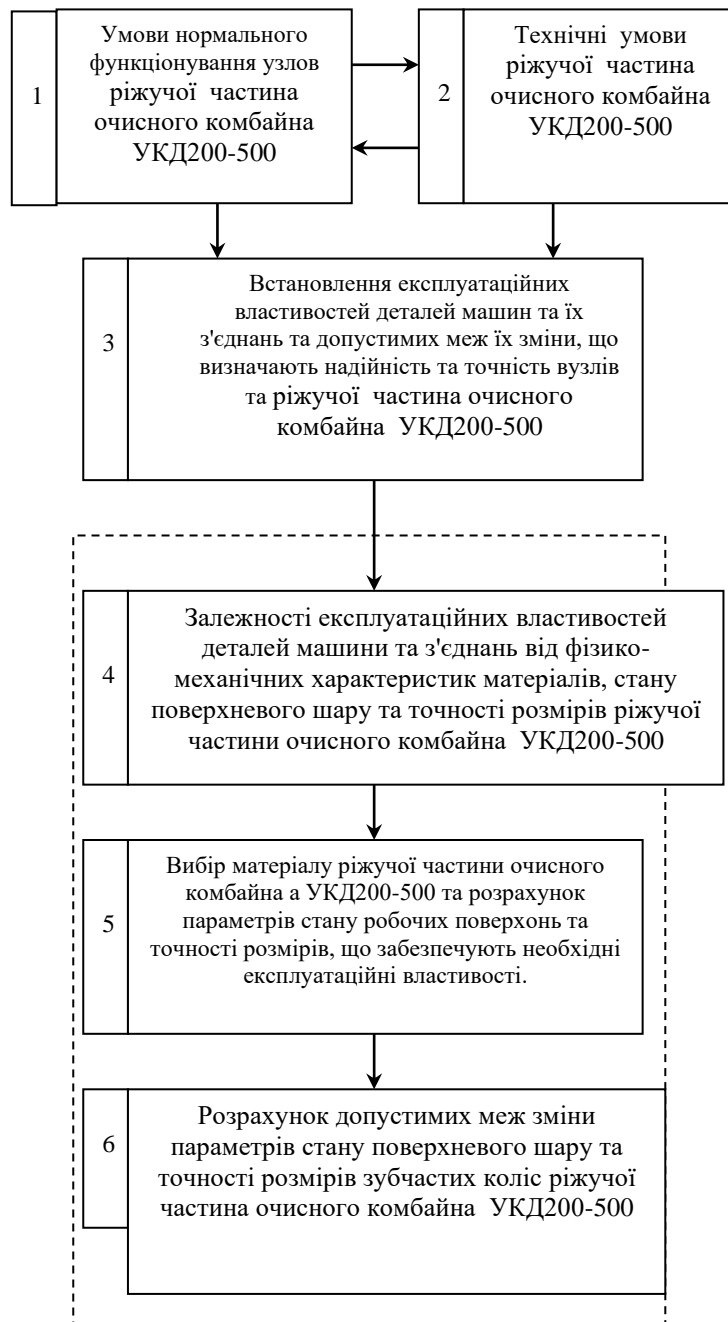 1
Умови нормального
функціонування узлов
ріжучої частина
очисного комбайна
УКД200-500
2
Технічні умови
ріжучої частина
очисного комбайна
УКД200-500
3
Встановлення експлуатаційних
властивостей деталей машин та їх
з'єднань та допустимих меж їх зміни, що
визначають надійність та точність вузлів
та ріжучої частина очисного
комбайна УКД200-500
4
Залежності експлуатаційних властивостей
деталей машини та з'єднань від фізико-
механічних характеристик матеріалів, стану
поверхневого шару та точності розмірів ріжучої
частини очисного комбайна УКД200-500
5
Вибір матеріалу ріжучої частини очисного
комбайна а УКД200-500 та розрахунок
параметрів стану робочих поверхонь та
точності розмірів, що забезпечують необхідні
експлуатаційні властивості.
6
Розрахунок допустимих меж зміни
параметрів стану поверхневого шару та
точності розмірів зубчастих коліс ріжучої
частина очисного комбайна УКД200-500